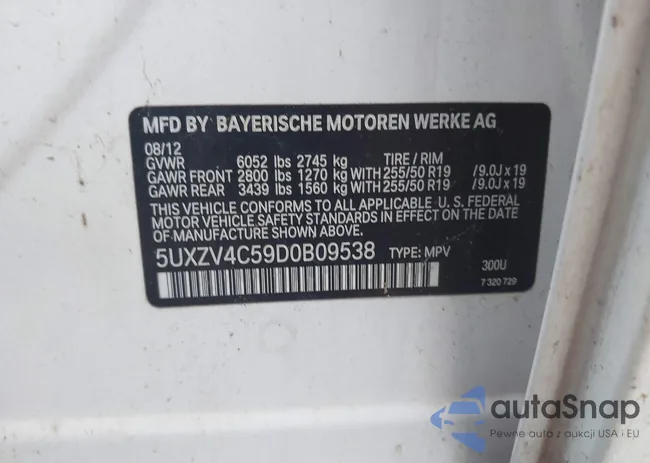 MFD BY BAYERISCHE MOTOREN WERKE AG
08/12
GVWR 6052 lbs 2745 kg TIRE / RIM
GAWR FRONT 2800 lbs 1270 kg WITH 255/50 R19 /9.0J x 19
GAWR REAR 3439 lbs 1560 kg WITH 255/50 R19 /9.0J x 19
THIS VEHICLE CONFORMS TO ALL APPLICABLE U. S. FEDERAL
MOTOR VEHICLE SAFETY STANDARDS IN EFFECT ON THE DATE
OF MANUFACTURE SHOWN ABOVE.
5UXZV4C59D0B09538 TYPE: MPV
300U
7 320 729
autoSnap
Pewne auto z aukcji USA i EU